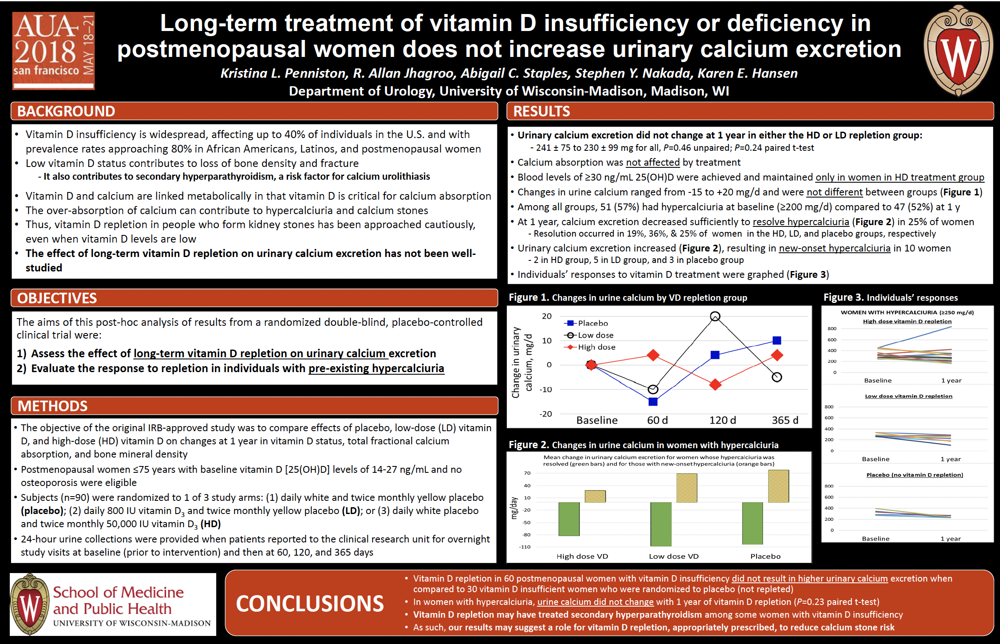 AUA
2018
san francisco
MAY 18–21
Long-term treatment of vitamin D insufficiency or deficiency in
postmenopausal women does not increase urinary calcium excretion
Kristina L. Penniston, R. Allan Jhagroo, Abigail C. Staples, Stephen Y. Nakada, Karen E. Hansen
Department of Urology, University of Wisconsin-Madison, Madison, WI
W
BACKGROUND
• Vitamin D insufficiency is widespread, affecting up to 40% of individuals in the U.S. and with
prevalence rates approaching 80% in African Americans, Latinos, and postmenopausal women
• Low vitamin D status contributes to loss of bone density and fracture
- It also contributes to secondary hyperparathyroidism, a risk factor for calcium urolithiasis
• Vitamin D and calcium are linked metabolically in that vitamin D is critical for calcium absorption
• The over-absorption of calcium can contribute to hypercalciuria and calcium stones
• Thus, vitamin D repletion in people who form kidney stones has been approached cautiously,
even when vitamin D levels are low
• The effect of long-term vitamin D repletion on urinary calcium excretion has not been well-
studied
OBJECTIVES
The aims of this post-hoc analysis of results from a randomized double-blind, placebo-controlled
clinical trial were:
1) Assess the effect of long-term vitamin D repletion on urinary calcium excretion
2) Evaluate the response to repletion in individuals with pre-existing hypercalciuria
METHODS
• The objective of the original IRB-approved study was to compare effects of placebo, low-dose (LD) vitamin
D, and high-dose (HD) vitamin D on changes at 1 year in vitamin D status, total fractional calcium
absorption, and bone mineral density
• Postmenopausal women ≤75 years with baseline vitamin D [25(OH)D] levels of 14-27 ng/mL and no
osteoporosis were eligible
• Subjects (n=90) were randomized to 1 of 3 study arms: (1) daily white and twice monthly yellow placebo
(placebo); (2) daily 800 IU vitamin D3 and twice monthly yellow placebo (LD); or (3) daily white placebo
and twice monthly 50,000 IU vitamin D3 (HD)
• 24-hour urine collections were provided when patients reported to the clinical research unit for overnight
study visits at baseline (prior to intervention) and then at 60, 120, and 365 days
RESULTS
• Urinary calcium excretion did not change at 1 year in either the HD or LD repletion group:
- 241 ± 75 to 230 ± 99 mg for all, P=0.46 unpaired; P=0.24 paired t-test
• Calcium absorption was not affected by treatment
• Blood levels of ≥30 ng/mL 25(OH)D were achieved and maintained only in women in HD treatment group
• Changes in urine calcium ranged from -15 to +20 mg/d and were not different between groups (Figure 1)
• Among all groups, 51 (57%) had hypercalciuria at baseline (≥200 mg/d) compared to 47 (52%) at 1 y
• At 1 year, calcium excretion decreased sufficiently to resolve hypercalciuria (Figure 2) in 25% of women
- Resolution occurred in 19%, 36%, & 25% of women in the HD, LD, and placebo groups, respectively
• Urinary calcium excretion increased (Figure 2), resulting in new-onset hypercalciuria in 10 women
- 2 in HD group, 5 in LD group, and 3 in placebo group
• Individuals’ responses to vitamin D treatment were graphed (Figure 3)
Figure 1. Changes in urine calcium by VD repletion group
Change in urinary
calcium, mg/d
20
10
0
-10
-20
Placebo
Low dose
High dose
Baseline 60 d 120 d 365 d
Figure 2. Changes in urine calcium in women with hypercalciuria
Mean change in urinary calcium excretion for women whose hypercalciuria was
resolved (green bars) and for those with new-onset hypercalciuria (orange bars)
mg/day
70
40
10
-20
-50
-80
-110
High dose VD Low dose VD Placebo
Figure 3. Individuals’ responses
WOMEN WITH HYPERCALCIURIA (≥250 mg/d)
High dose vitamin D repletion
800
600
400
200
0
Baseline 1 year
Low dose vitamin D repletion
800
600
400
200
0
Baseline 1 year
Placebo (no vitamin D repletion)
800
600
400
200
0
Baseline 1 year
W
School of Medicine
and Public Health
UNIVERSITY OF WISCONSIN-MADISON
CONCLUSIONS
• Vitamin D repletion in 60 postmenopausal women with vitamin D insufficiency did not result in higher urinary calcium excretion when
compared to 30 vitamin D insufficient women who were randomized to placebo (not repleted)
• In women with hypercalciuria, urine calcium did not change with 1 year of vitamin D repletion (P=0.23 paired t-test)
• Vitamin D repletion may have treated secondary hyperparathyroidism among some women with vitamin D insufficiency
• As such, our results may suggest a role for vitamin D repletion, appropriately prescribed, to reduce calcium stone risk